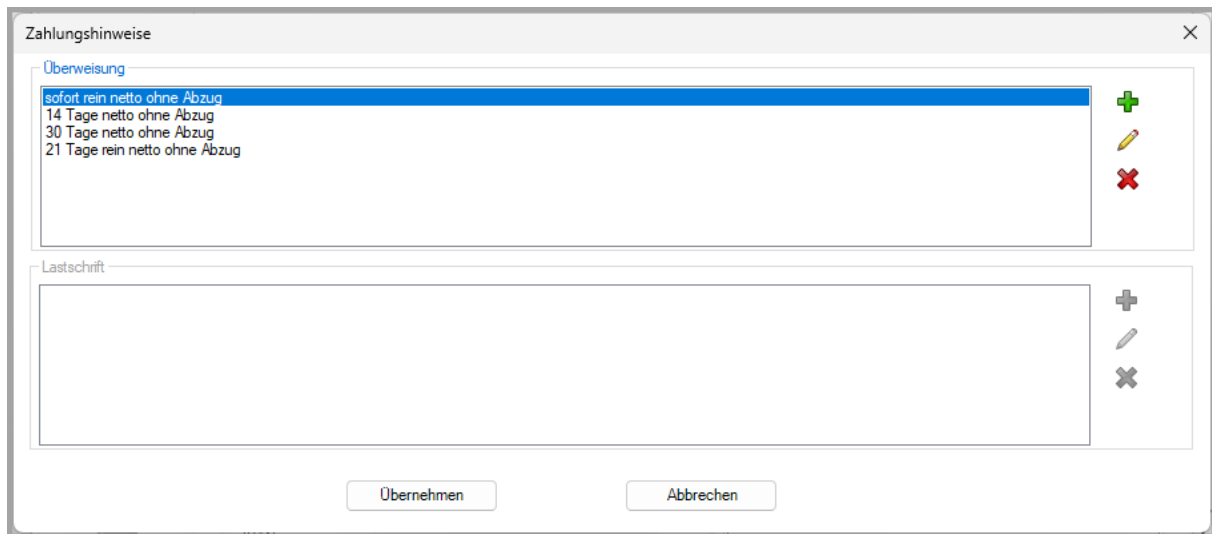 Zahlungshinweise
Überweisung
sofort rein netto ohne Abzug
14 Tage netto ohne Abzug
30 Tage netto ohne Abzug
21 Tage rein netto ohne Abzug
Lastschrift
Übernehmen
Abbrechen